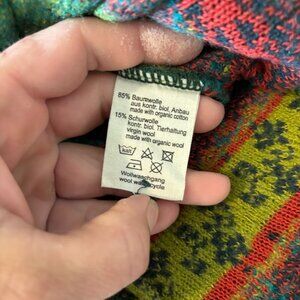 85% Baumwolle
aus kontr. biol. Anbau
made with organic cotton
15% Schurwolle
kontr. biol. Tierhaltung
virgin wool
made with organic wool
kalt
Wollwaschgang
wool wash cycle